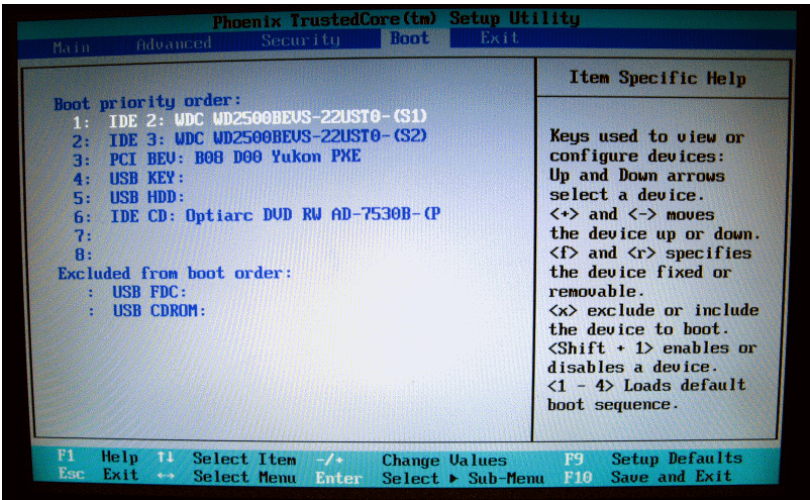 Phoenix TrustedCore(tm) Setup Utility
Main Advanced Security Boot Exit
Boot priority order:
1: IDE 2: WDC WD2500BEVS-22UST0-(S1)
2: IDE 3: WDC WD2500BEVS-22UST0-(S2)
3: PCI BEV: B08 D00 Yukon PXE
4: USB KEY:
5: USB HDD:
6: IDE CD: Optiarc DVD RW AD-7530B-(P
7:
8:
Excluded from boot order:
: USB FDC:
: USB CDROM:
Item Specific Help
Keys used to view or
configure devices:
Up and Down arrows
select a device.
<+> and <-> moves
the device up or down.
<f> and <r> specifies
the device fixed or
removable.
<x> exclude or include
the device to boot.
<Shift + 1> enables or
disables a device.
<1 - 4> Loads default
boot sequence.
F1 Help ↑↓ Select Item -/+ Change Values F9 Setup Defaults
Esc Exit ↔ Select Menu Enter Select ▶ Sub-Menu F10 Save and Exit